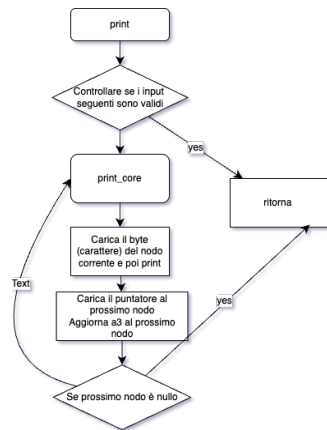 print
Controllare se i input
seguenti sono validi
yes
print_core
ritorna
Carica il byte
(carattere) del nodo
corrente e poi print
Text
Carica il puntatore al
prossimo nodo
Aggiorna a3 al prossimo
nodo
yes
Se prossimo nodo è nullo